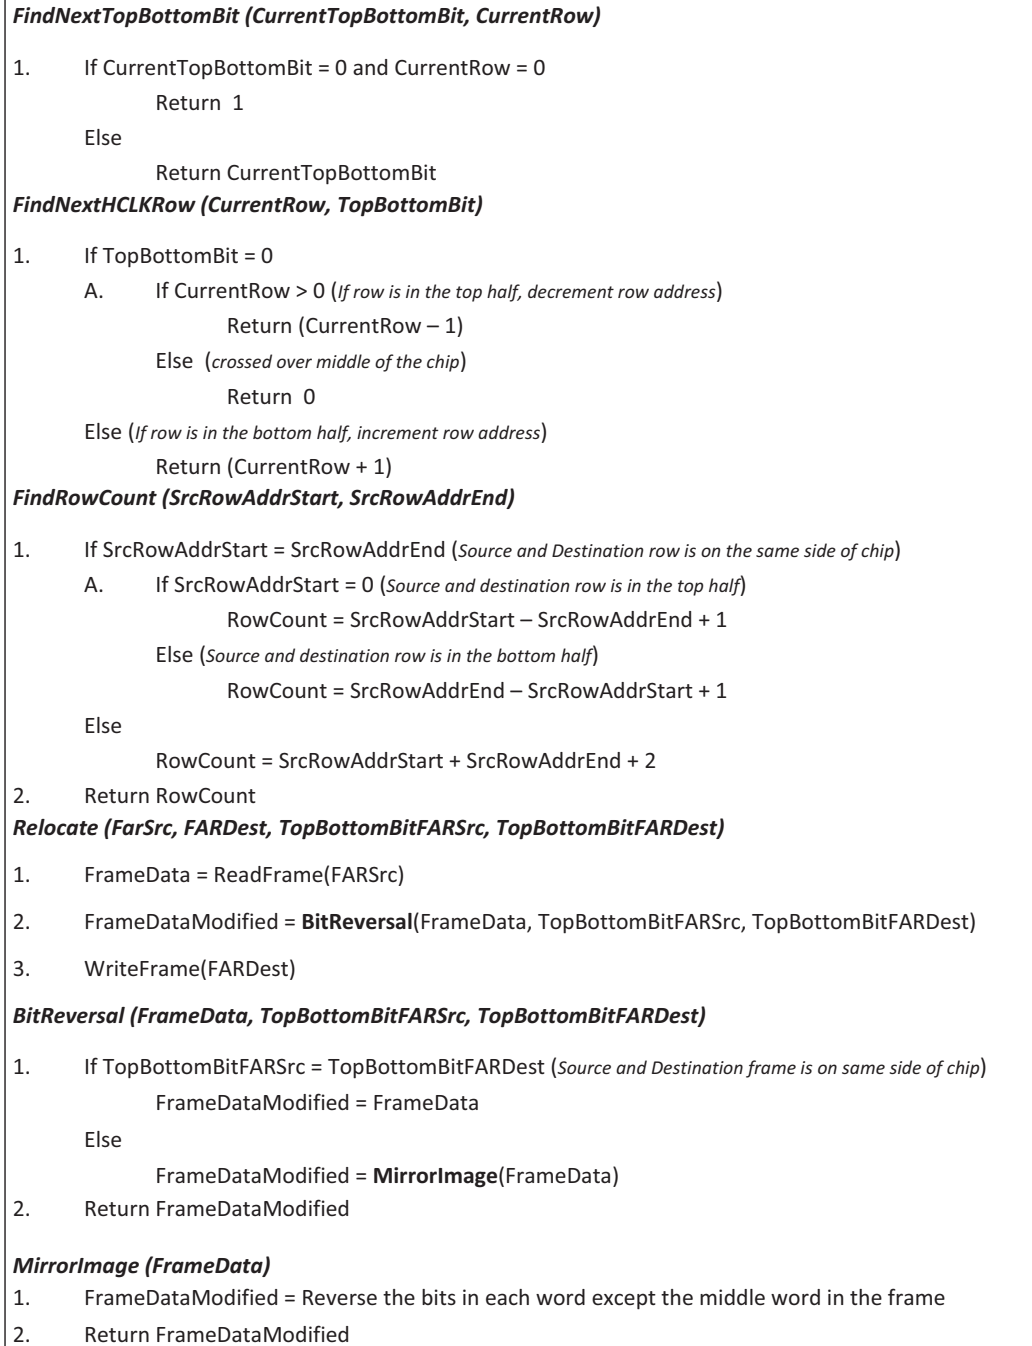 FindNextTopBottomBit (CurrentTopBottomBit, CurrentRow)
1. If CurrentTopBottomBit = 0 and CurrentRow = 0
Return 1
Else
Return CurrentTopBottomBit
FindNextHCLKRow (CurrentRow, TopBottomBit)
1. If TopBottomBit = 0
A. If CurrentRow > 0 (If row is in the top half, decrement row address)
Return (CurrentRow – 1)
Else (crossed over middle of the chip)
Return 0
Else (If row is in the bottom half, increment row address)
Return (CurrentRow + 1)
FindRowCount (SrcRowAddrStart, SrcRowAddrEnd)
1. If SrcRowAddrStart = SrcRowAddrEnd (Source and Destination row is on the same side of chip)
A. If SrcRowAddrStart = 0 (Source and destination row is in the top half)
RowCount = SrcRowAddrStart – SrcRowAddrEnd + 1
Else (Source and destination row is in the bottom half)
RowCount = SrcRowAddrEnd – SrcRowAddrStart + 1
Else
RowCount = SrcRowAddrStart + SrcRowAddrEnd + 2
2. Return RowCount
Relocate (FarSrc, FARDest, TopBottomBitFARSrc, TopBottomBitFARDest)
1. FrameData = ReadFrame(FARSrc)
2. FrameDataModified = BitReversal(FrameData, TopBottomBitFARSrc, TopBottomBitFARDest)
3. WriteFrame(FARDest)
BitReversal (FrameData, TopBottomBitFARSrc, TopBottomBitFARDest)
1. If TopBottomBitFARSrc = TopBottomBitFARDest (Source and Destination frame is on same side of chip)
FrameDataModified = FrameData
Else
FrameDataModified = MirrorImage(FrameData)
2. Return FrameDataModified
MirrorImage (FrameData)
1. FrameDataModified = Reverse the bits in each word except the middle word in the frame
2. Return FrameDataModified